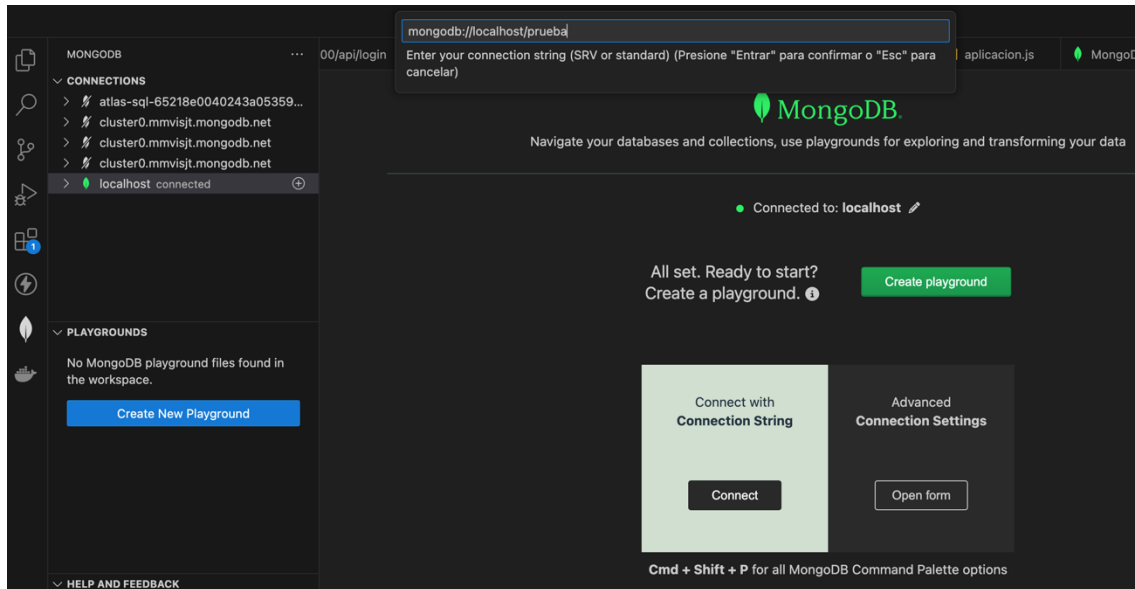 mongodb://localhost/prueba
Enter your connection string (SRV or standard) (Presione "Entrar" para confirmar o "Esc" para
cancelar)
MONGODB
00/api/login
aplicacion.js
MongoD
CONNECTIONS
atlas-sql-65218e0040243a05359...
cluster0.mmvisjt.mongodb.net
cluster0.mmvisjt.mongodb.net
cluster0.mmvisjt.mongodb.net
localhost connected
MongoDB.
Navigate your databases and collections, use playgrounds for exploring and transforming your data
Connected to: localhost
All set. Ready to start?
Create a playground.
Create playground
1
PLAYGROUNDS
No MongoDB playground files found in
the workspace.
Create New Playground
Connect with
Connection String
Connect
Advanced
Connection Settings
Open form
Cmd + Shift + P for all MongoDB Command Palette options
HELP AND FEEDBACK